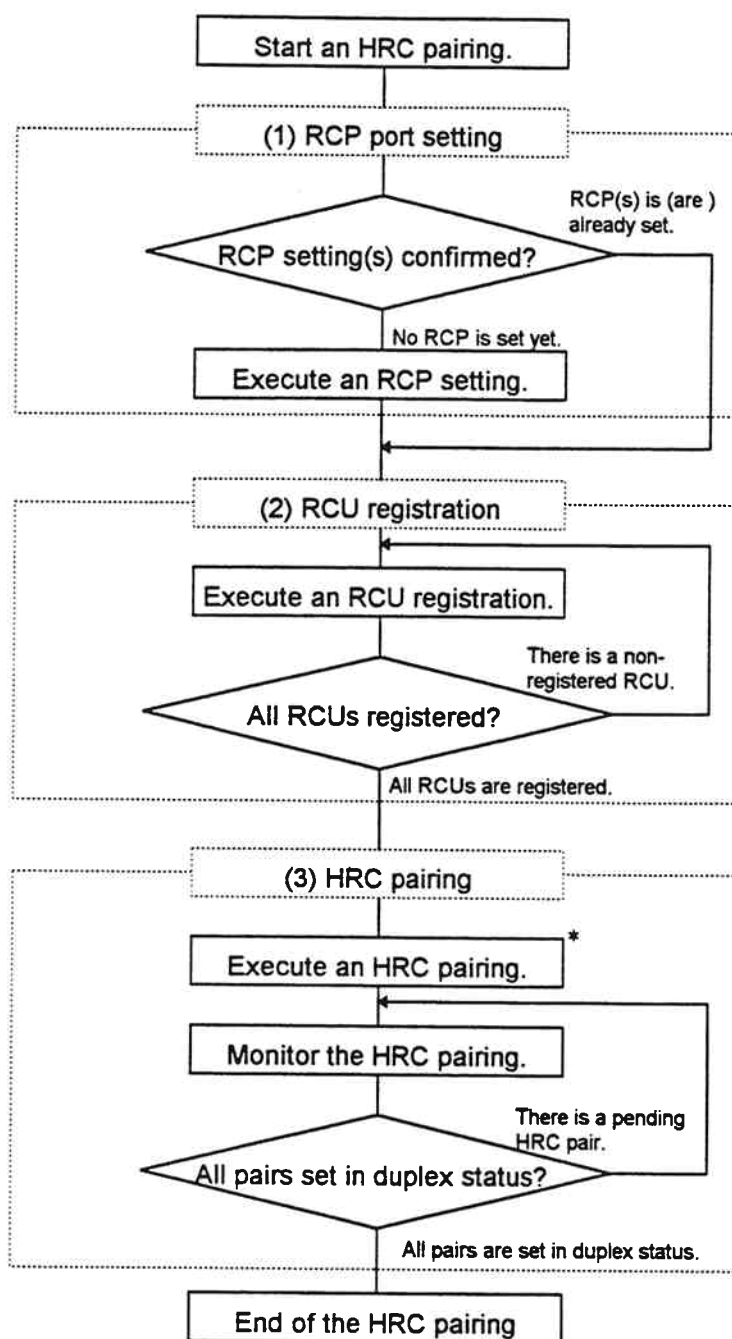 Start an HRC pairing.
(1) RCP port setting
RCP(s) is (are )
already set.
RCP setting(s) confirmed?
No RCP is set yet.
Execute an RCP setting.
(2) RCU registration
Execute an RCU registration.
There is a non-
registered RCU.
All RCUs registered?
All RCUs are registered.
(3) HRC pairing
*
Execute an HRC pairing.
Monitor the HRC pairing.
There is a pending
HRC pair.
All pairs set in duplex status?
All pairs are set in duplex status.
End of the HRC pairing